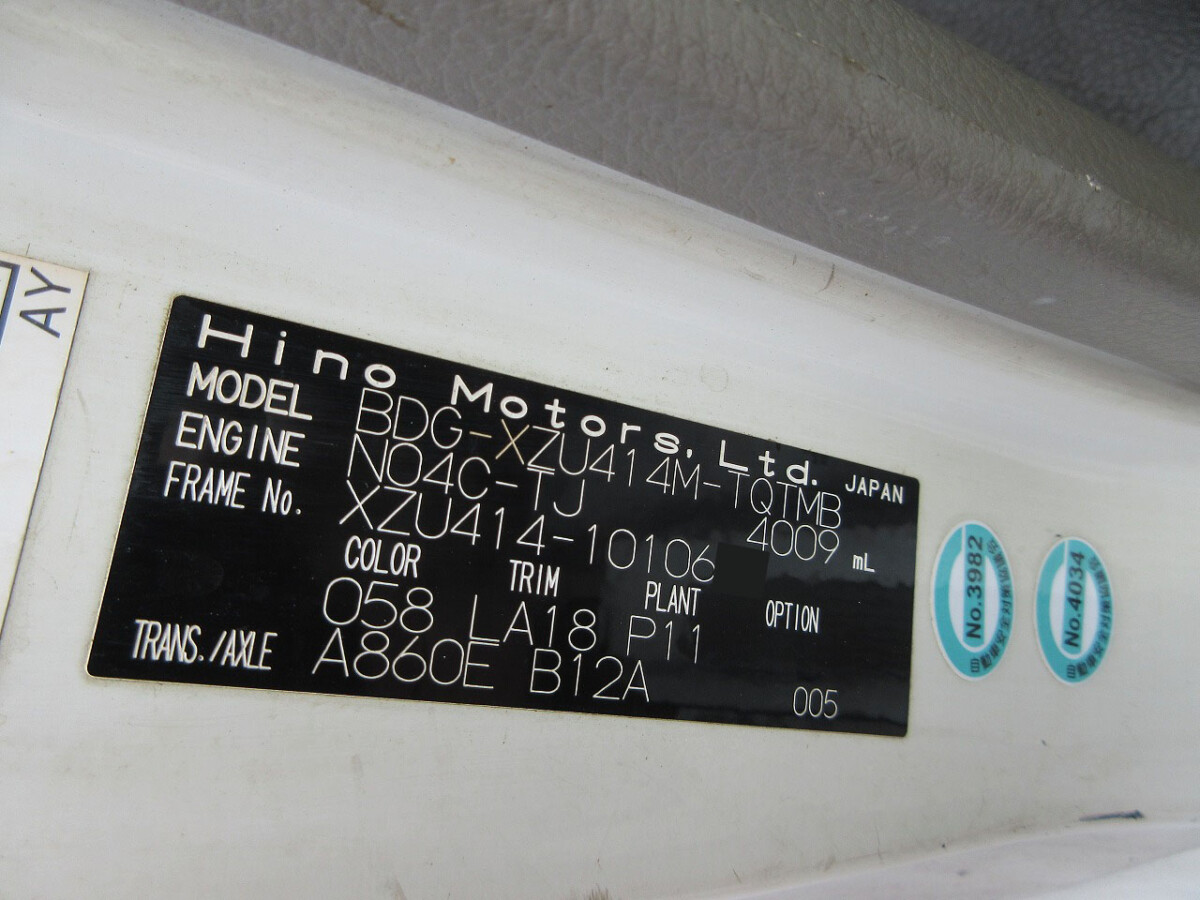 AY
Hino Motors, Ltd. JAPAN
MODEL BDG-XZU414M-TQTMB
ENGINE N04C-TJ 4009 mL
FRAME No. XZU414-10106
COLOR TRIM PLANT OPTION
058 LA18 P11
TRANS./AXLE A860E B12A 005
No.3982
No.4034